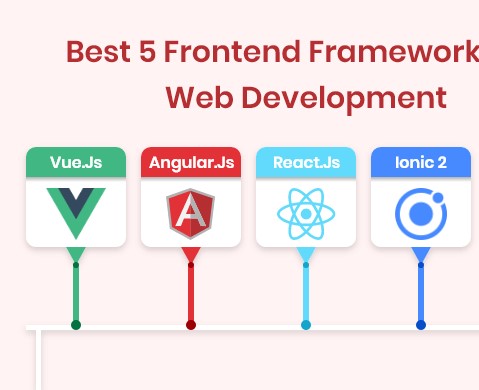 Best 5 Frontend Framework
Web Development
Vue.Js
Angular.Js
React.Js
Ionic 2